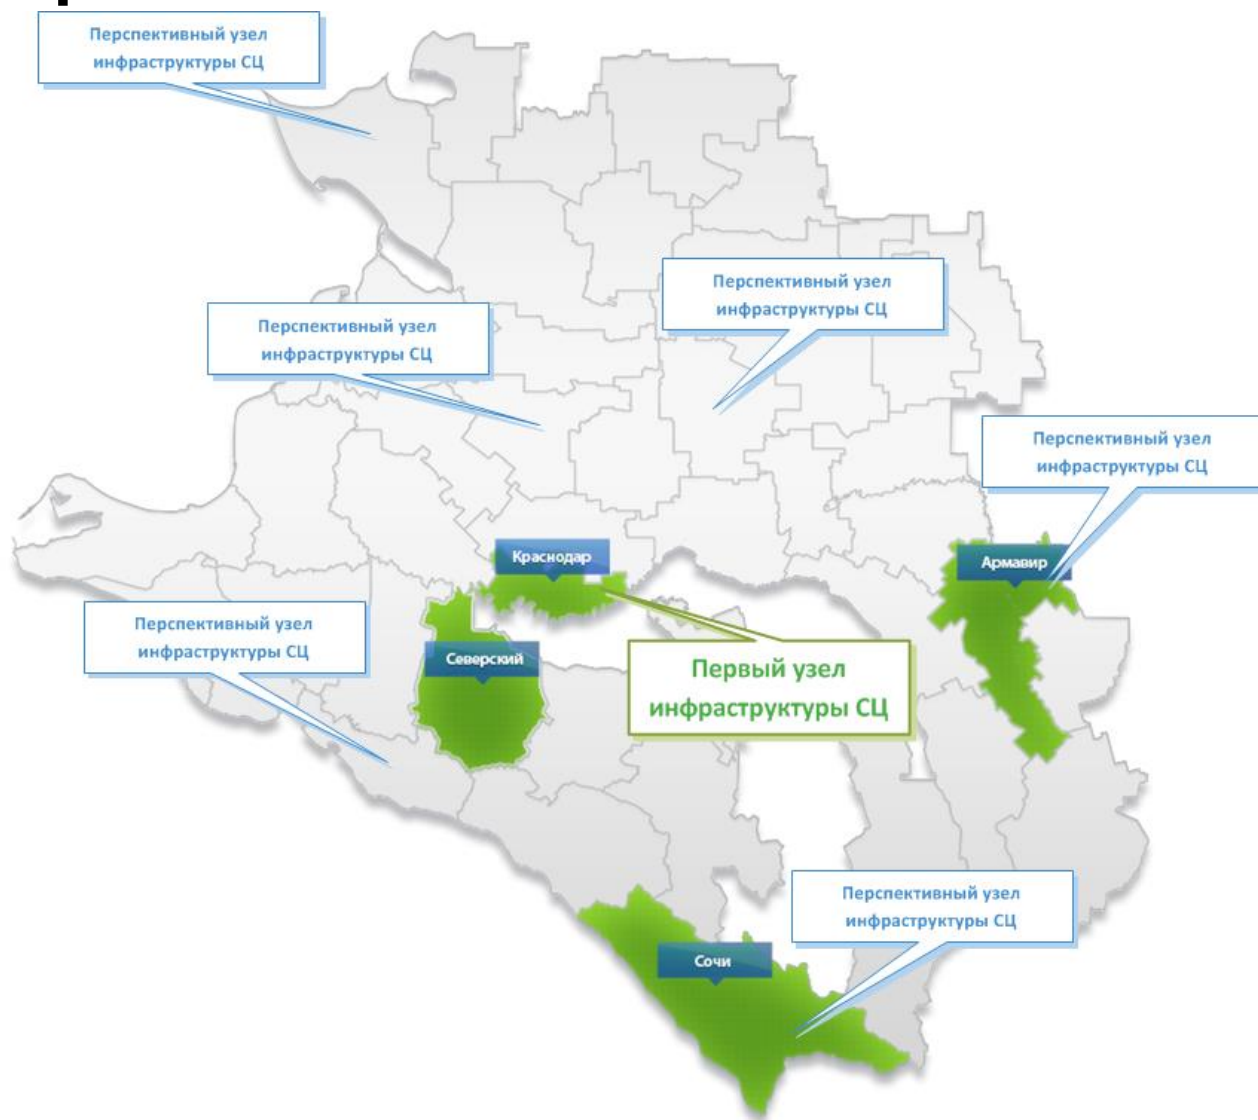 Перспективный узел
инфраструктуры СЦ
Перспективный узел
инфраструктуры СЦ
Перспективный узел
инфраструктуры СЦ
Перспективный узел
инфраструктуры СЦ
Краснодар
Армавир
Перспективный узел
инфраструктуры СЦ
Северский
Первый узел
инфраструктуры СЦ
Перспективный узел
инфраструктуры СЦ
Сочи